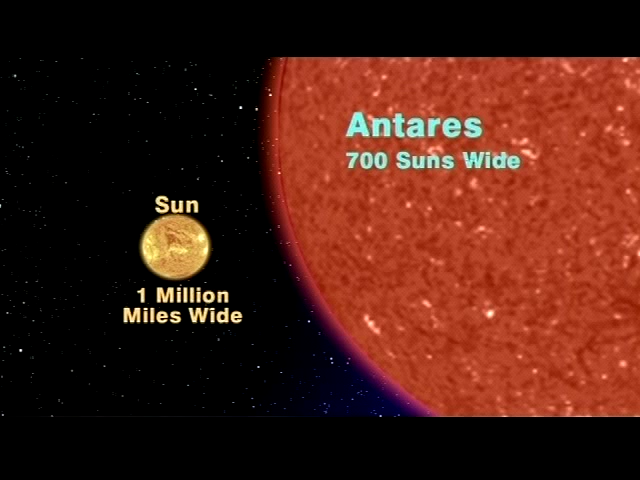 Antares
700 Suns Wide
Sun
1 Million
Miles Wide